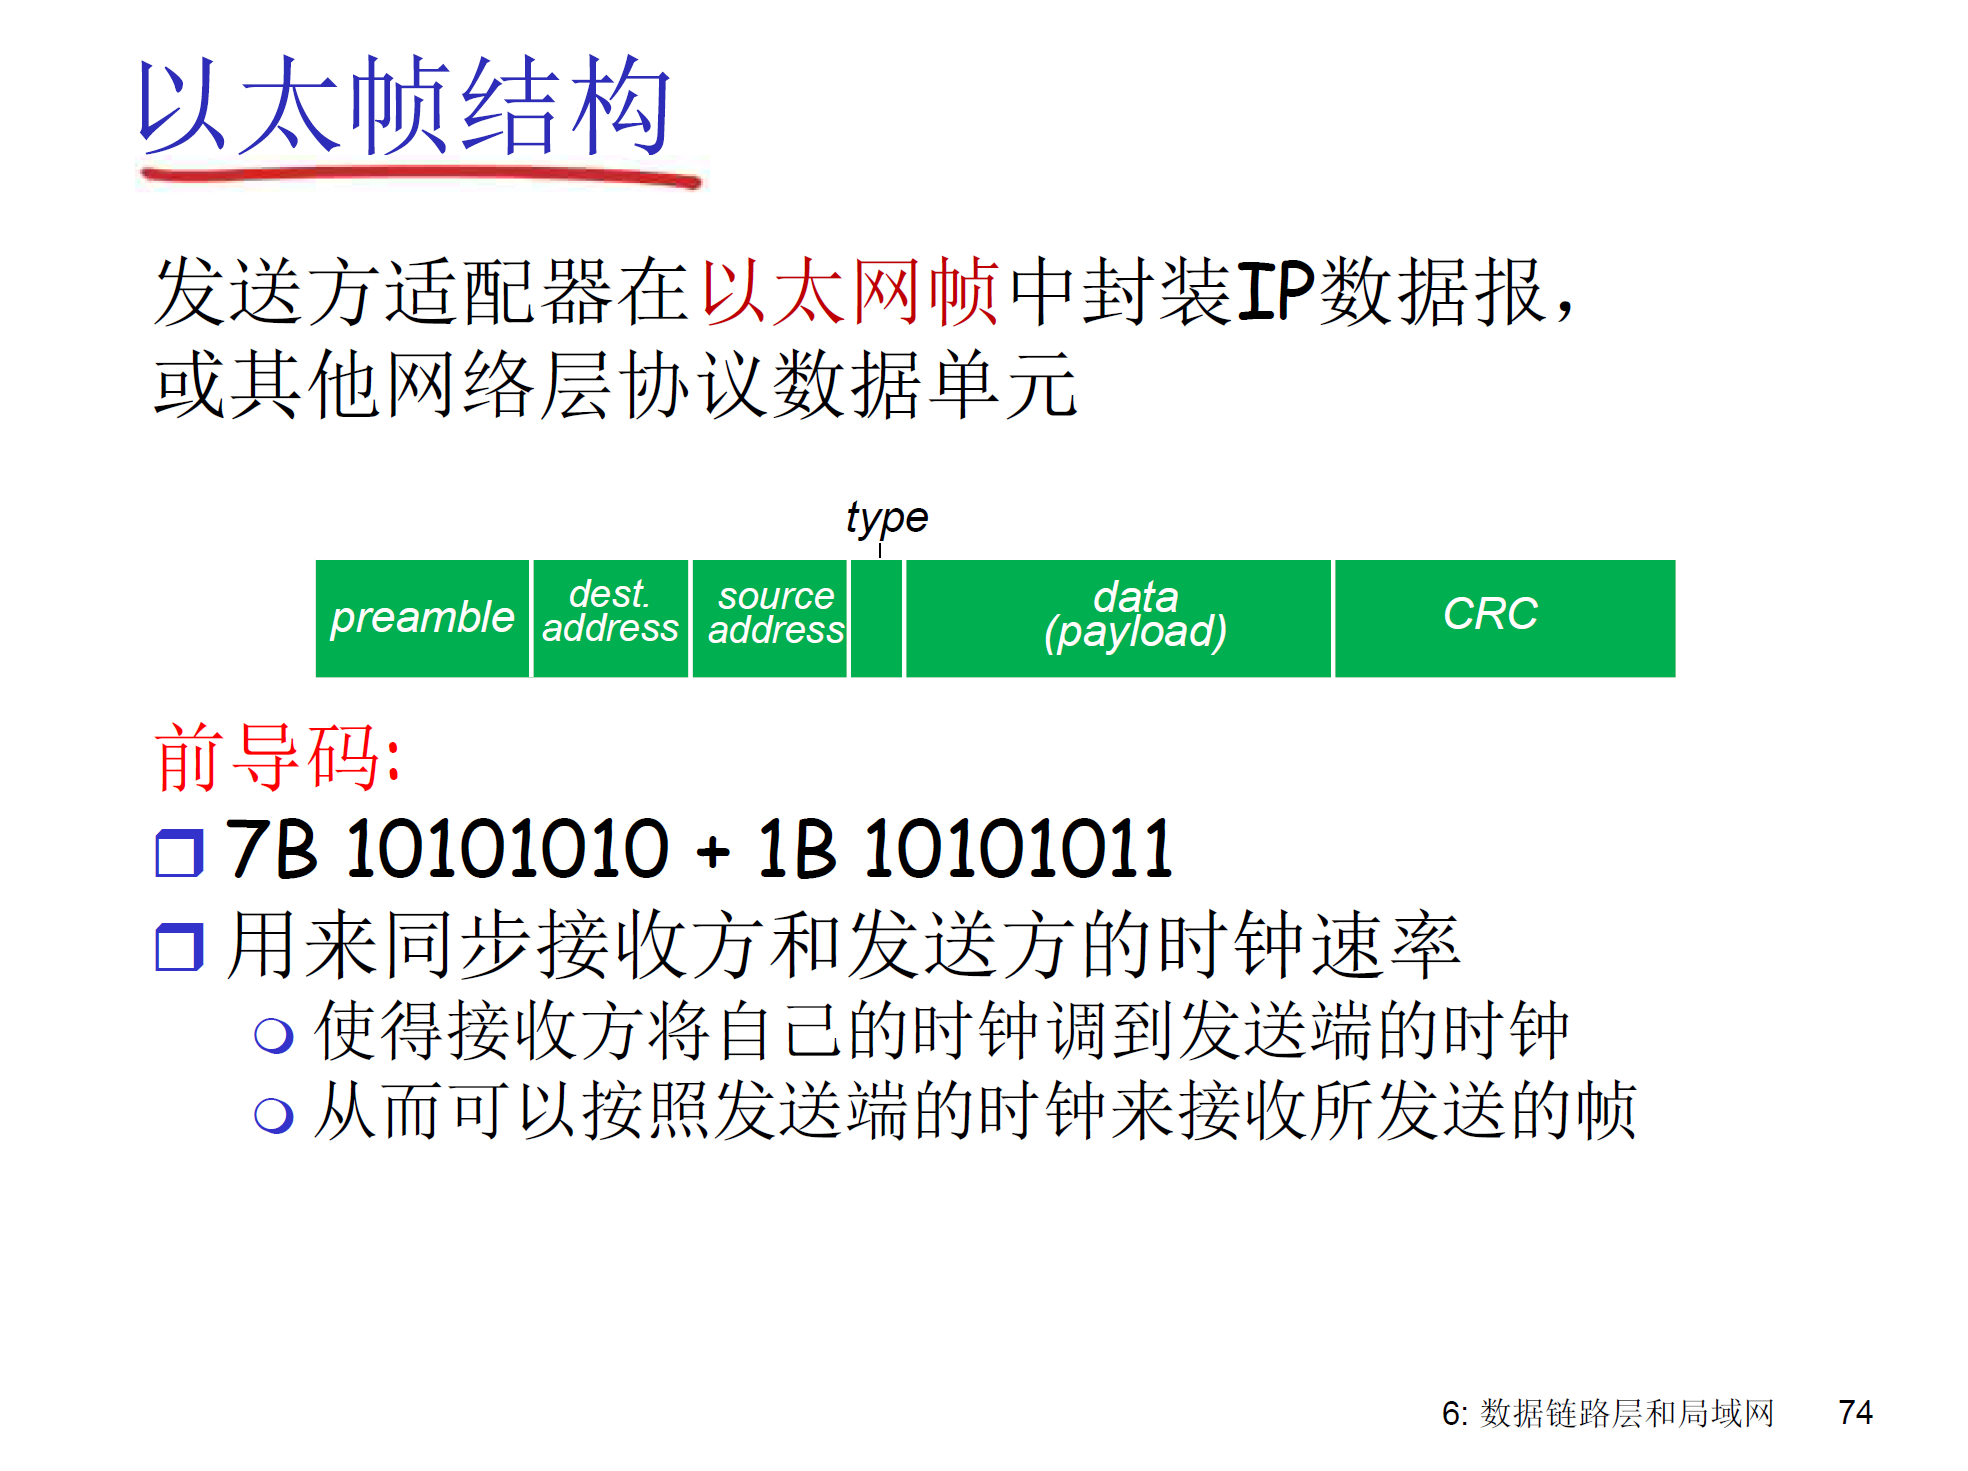 以太帧结构
发送方适配器在以太网帧中封装IP数据报，
或其他网络层协议数据单元
type
preamble
dest.
address
source
address
data
(payload)
CRC
前导码:
7B 10101010 + 1B 10101011
用来同步接收方和发送方的时钟速率
使得接收方将自己的时钟调到发送端的时钟
从而可以按照发送端的时钟来接收所发送的帧
6: 数据链路层和局域网 74